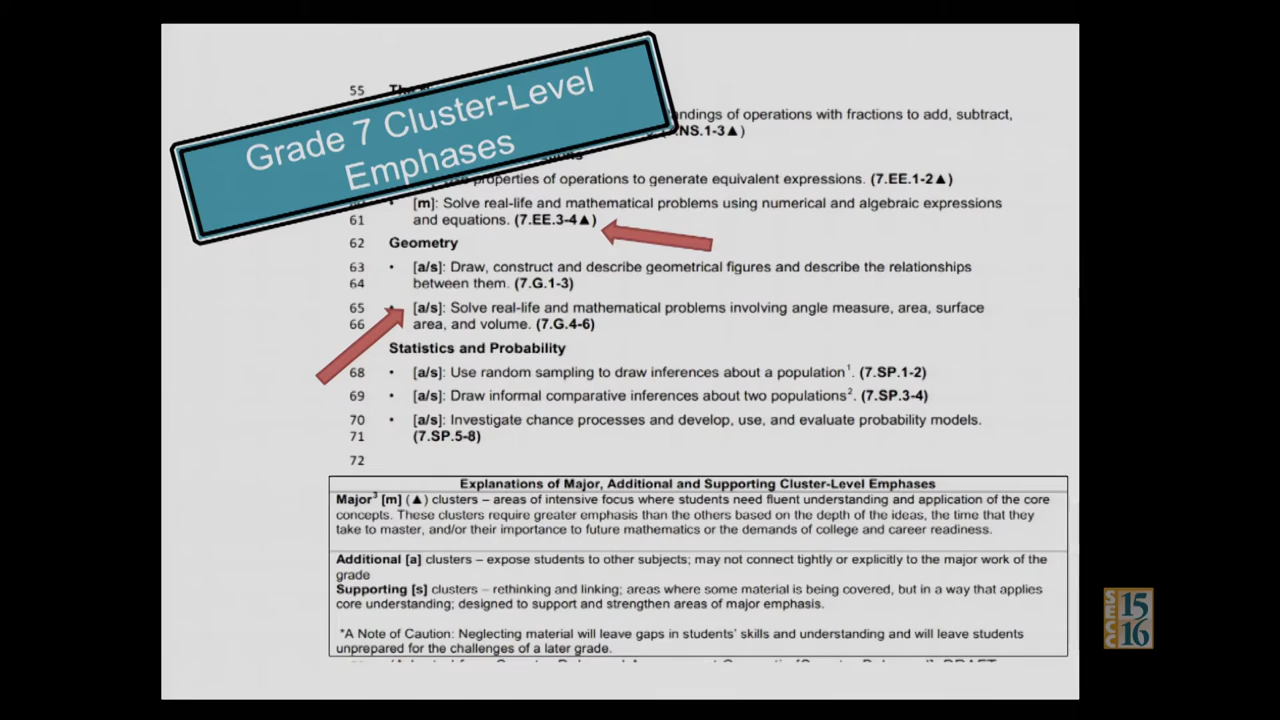 Grade 7 Cluster-Level
Emphases
55
ndings of operations with fractions to add, subtract,
NS.1-3▲)
properties of operations to generate equivalent expressions. (7.EE.1-2▲)
• [m]: Solve real-life and mathematical problems using numerical and algebraic expressions
61 and equations. (7.EE.3-4▲)
62 Geometry
63 • [a/s]: Draw, construct and describe geometrical figures and describe the relationships
64 between them. (7.G.1-3)
65 • [a/s]: Solve real-life and mathematical problems involving angle measure, area, surface
66 area, and volume. (7.G.4-6)
Statistics and Probability
68 • [a/s]: Use random sampling to draw inferences about a population¹. (7.SP.1-2)
69 • [a/s]: Draw informal comparative inferences about two populations². (7.SP.3-4)
70 • [a/s]: Investigate chance processes and develop, use, and evaluate probability models.
71 (7.SP.5-8)
72
Explanations of Major, Additional and Supporting Cluster-Level Emphases
Major³ [m] (▲) clusters – areas of intensive focus where students need fluent understanding and application of the core
concepts. These clusters require greater emphasis than the others based on the depth of the ideas, the time that they
take to master, and/or their importance to future mathematics or the demands of college and career readiness.
Additional [a] clusters – expose students to other subjects; may not connect tightly or explicitly to the major work of the
grade
Supporting [s] clusters – rethinking and linking; areas where some material is being covered, but in a way that applies
core understanding; designed to support and strengthen areas of major emphasis.
*A Note of Caution: Neglecting material will leave gaps in students' skills and understanding and will leave students
unprepared for the challenges of a later grade.
SECC
15
16